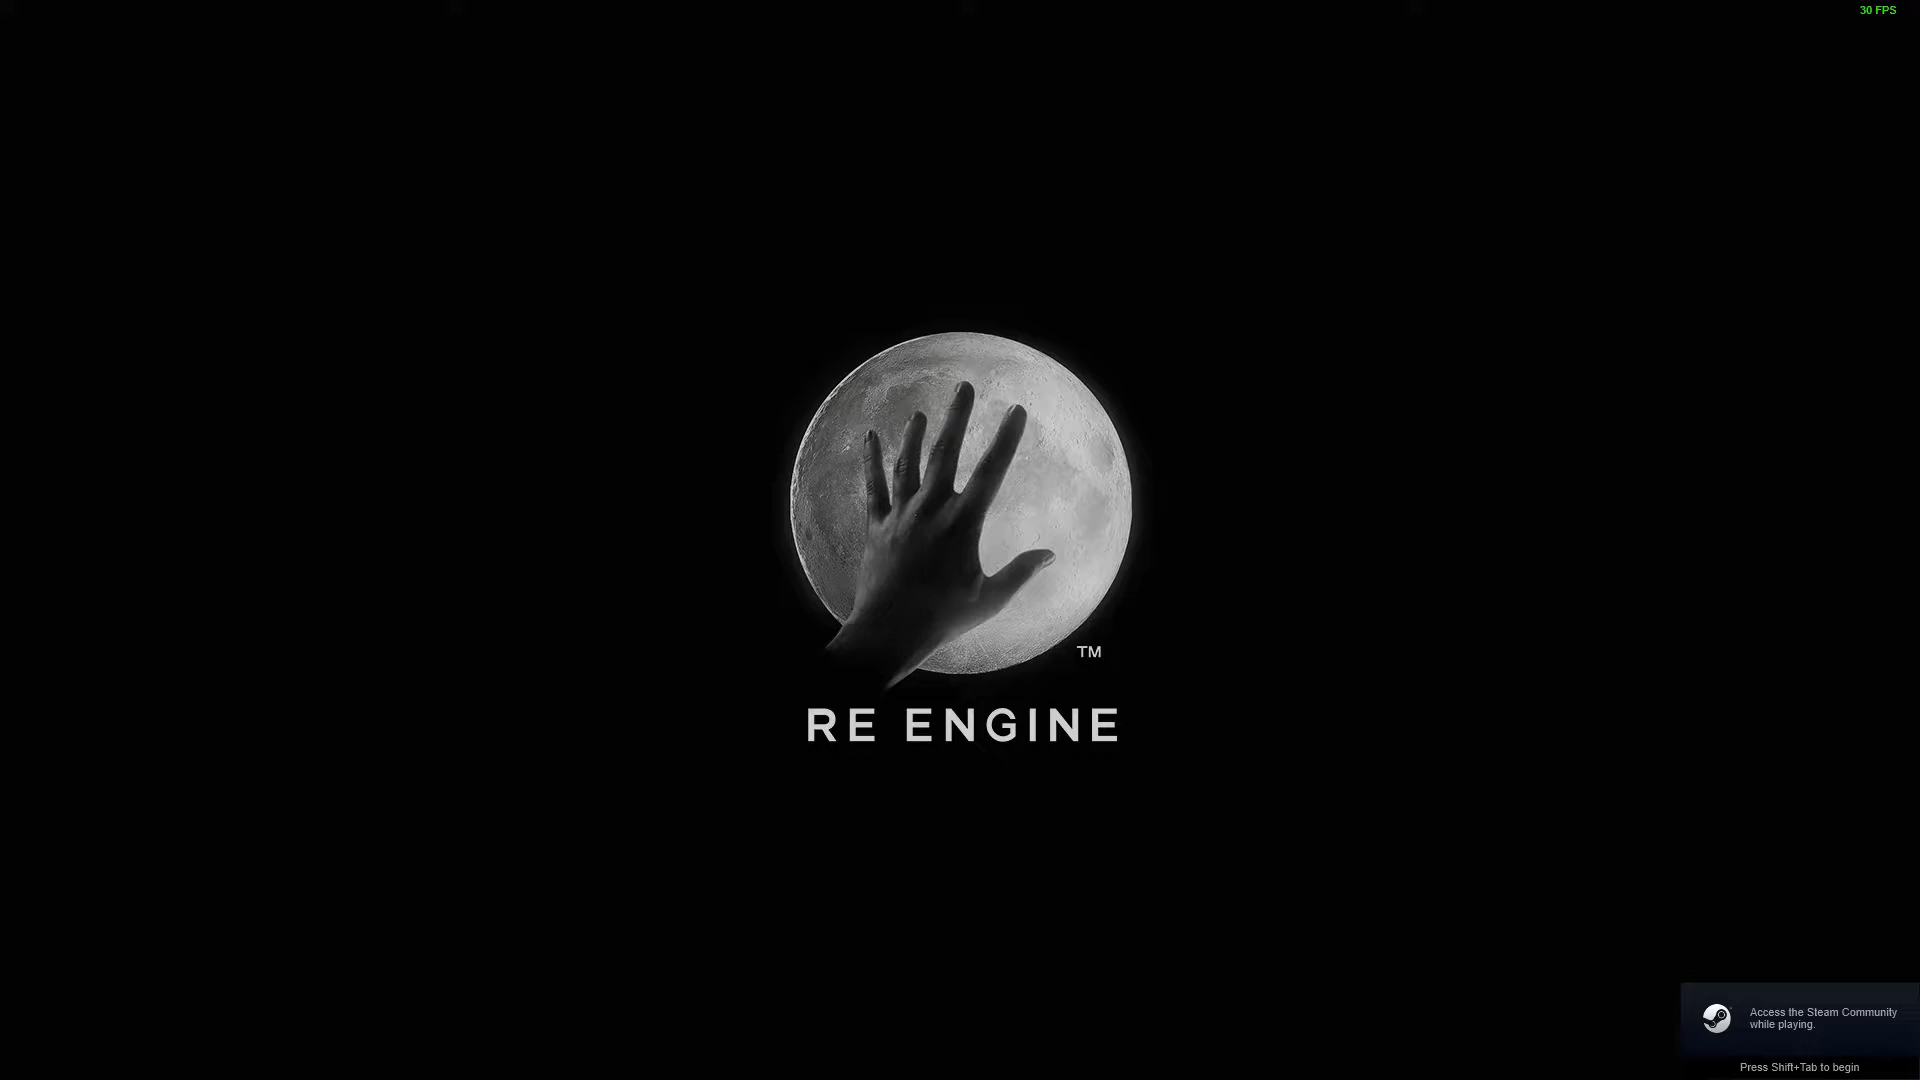 30 FPS
TM
RE ENGINE
Access the Steam Community
while playing.
Press Shift+Tab to begin